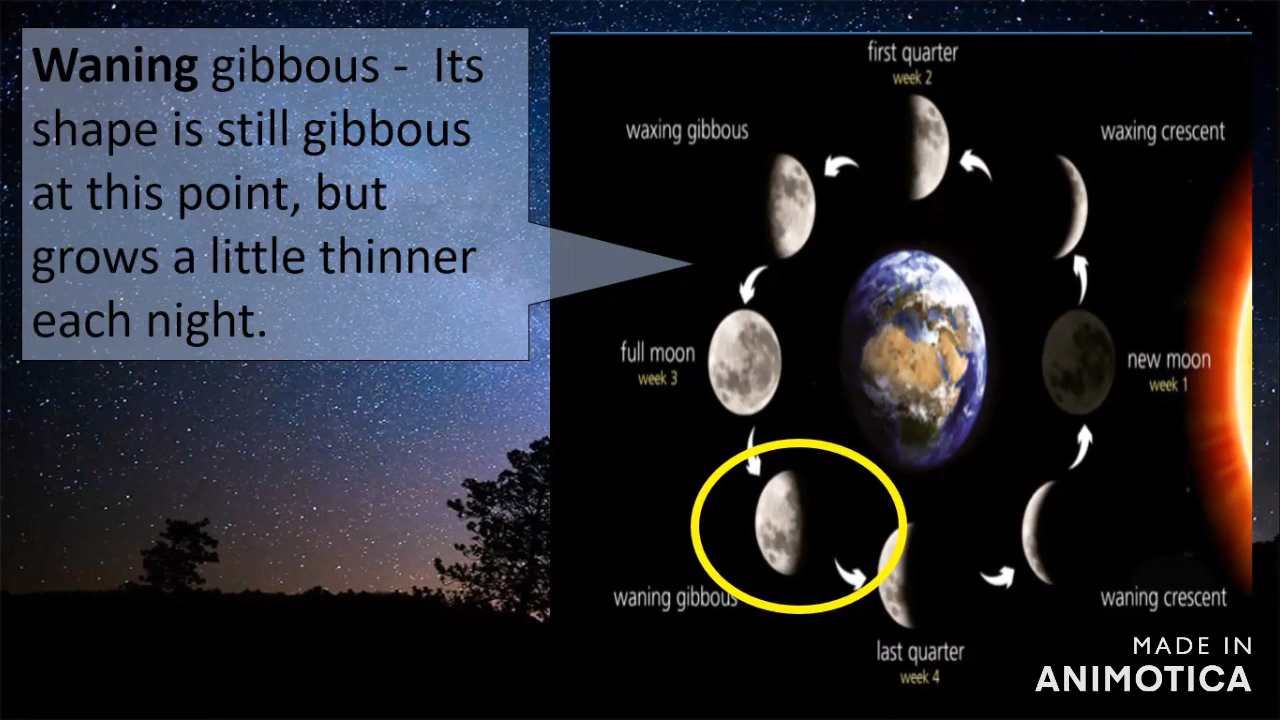 Waning gibbous -  Its
shape is still gibbous
at this point, but
grows a little thinner
each night.
first quarter
week 2
waxing gibbous
waxing crescent
full moon
week 3
new moon
week 1
waning gibbous
waning crescent
last quarter
week 4
MADE IN
ANIMOTICA